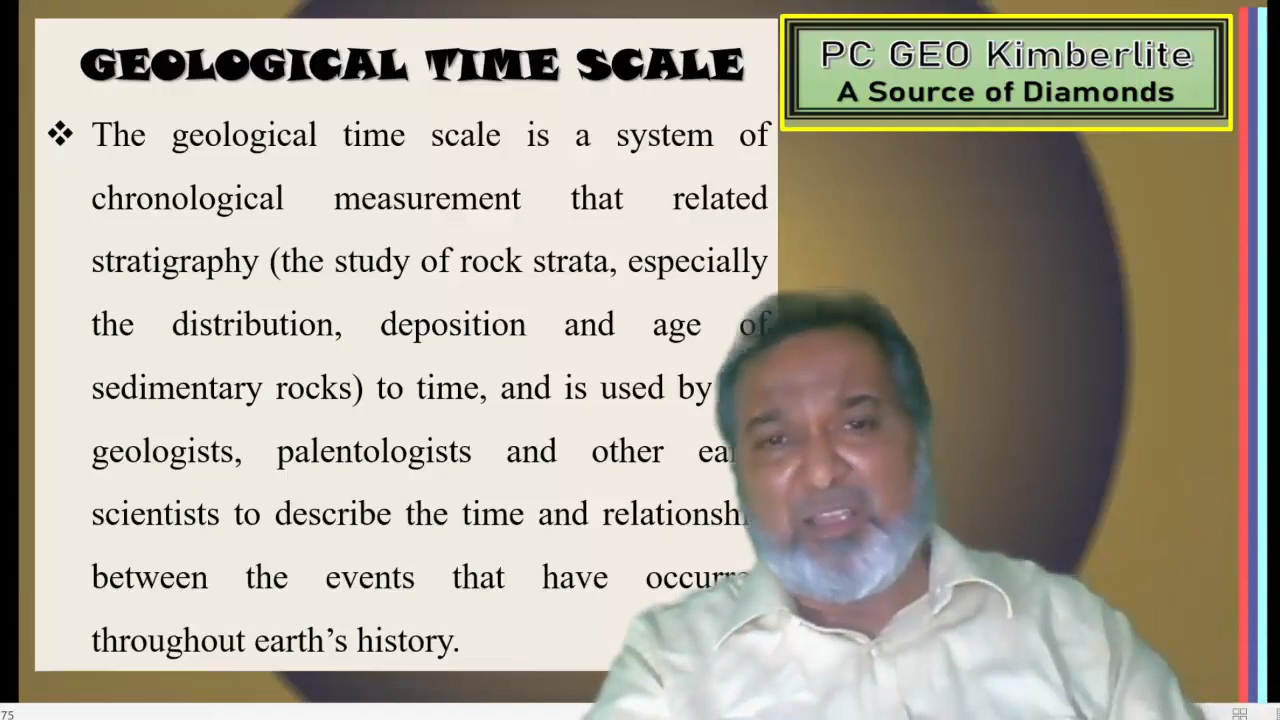 GEOLOGICAL TIME SCALE
PC GEO Kimberlite
A Source of Diamonds
❖ The geological time scale is a system of
chronological measurement that related
stratigraphy (the study of rock strata, especially
the distribution, deposition and age of
sedimentary rocks) to time, and is used by
geologists, palentologists and other
scientists to describe the time and
between the events that have
throughout earth’s history.
75